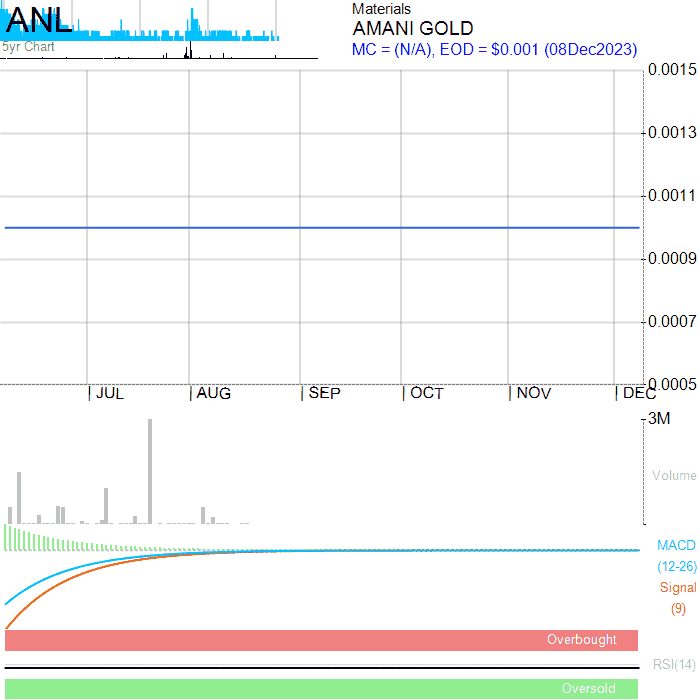 ANL
5yr Chart
Materials
AMANI GOLD
MC = (N/A), EOD = $0.001 (08Dec2023)
0.0015
0.0013
0.0011
0.0009
0.0007
0.0005
JUL AUG SEP OCT NOV DEC
3M
Volume
MACD
(12-26)
Signal
(9)
Overbought
RSI(14)
Oversold